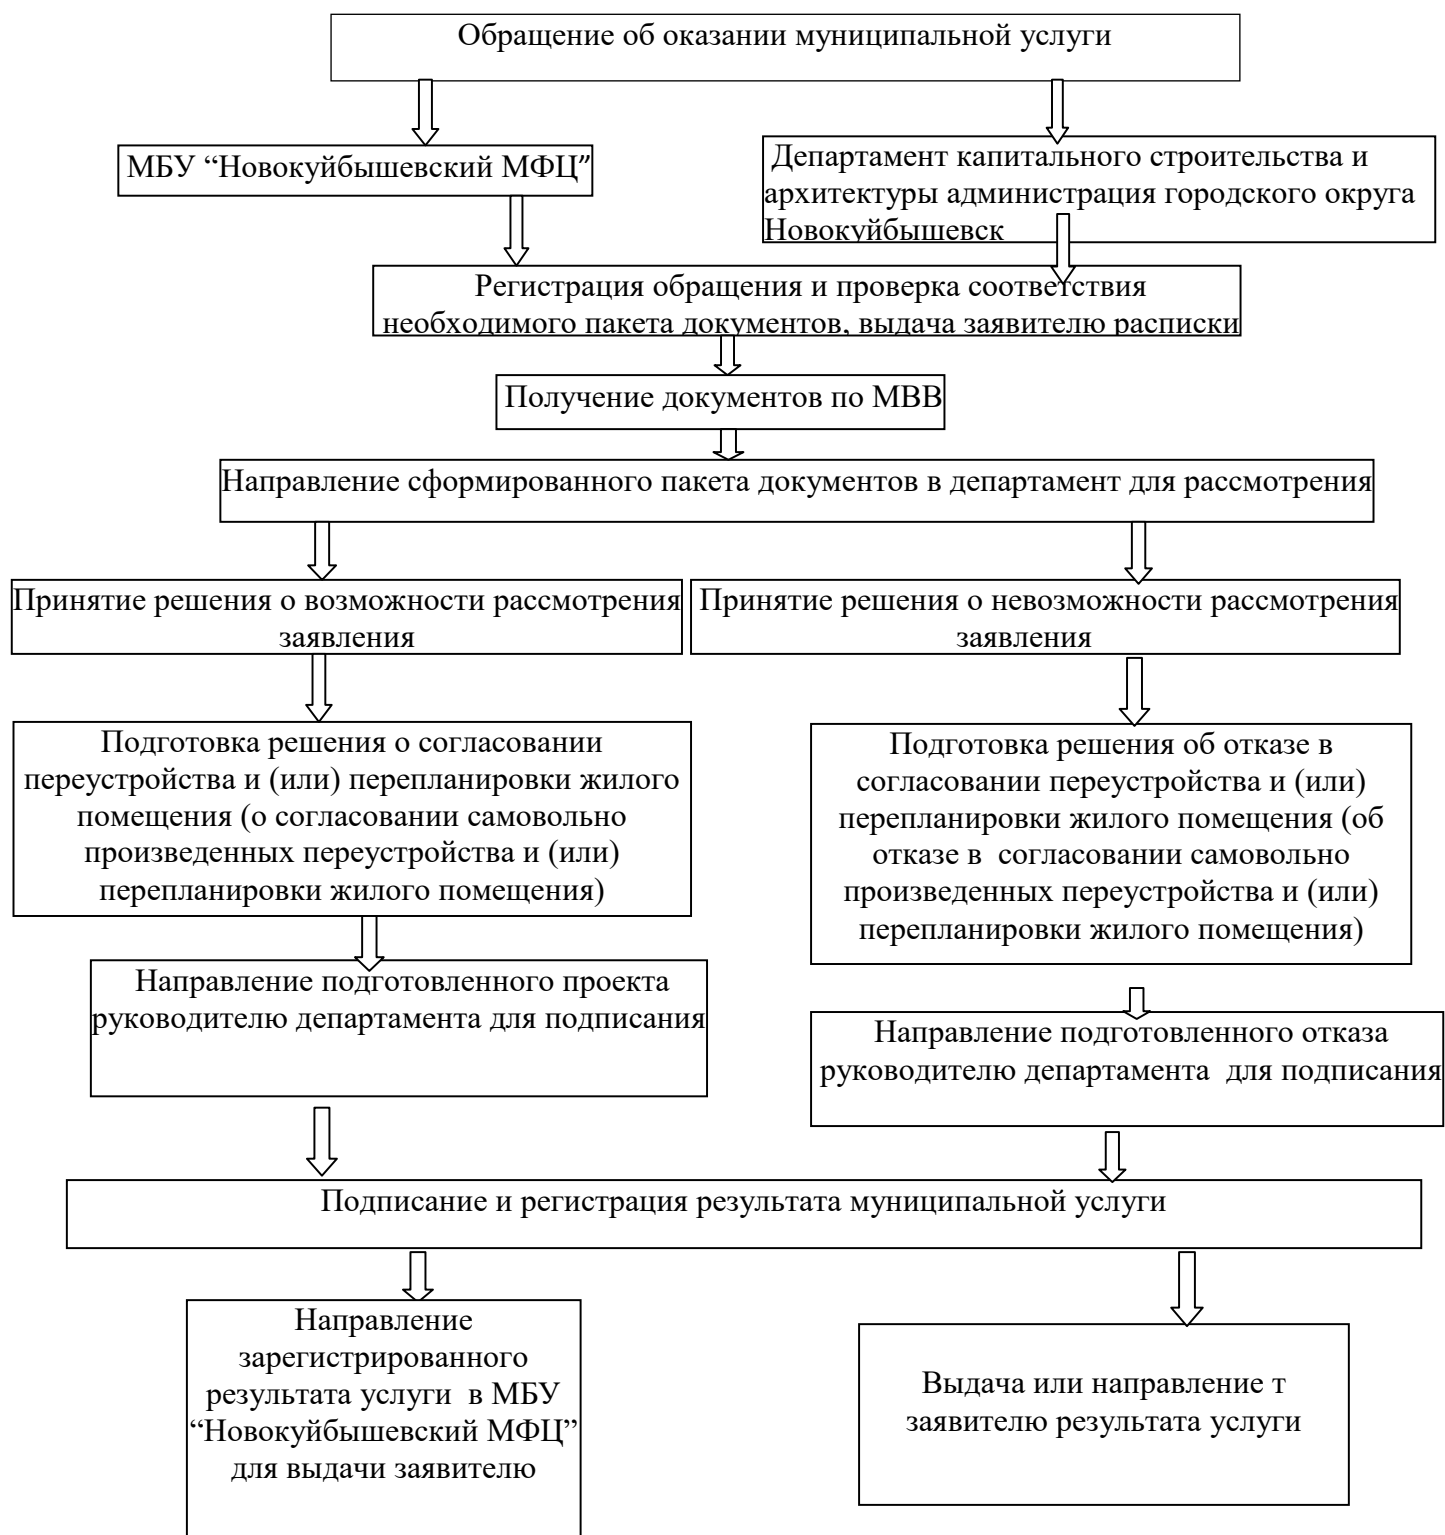 Обращение об оказании муниципальной услуги
МБУ “Новокуйбышевский МФЦ”
Департамент капитального строительства и
архитектуры администрация городского округа
Новокуйбышевск
Регистрация обращения и проверка соответствия
необходимого пакета документов, выдача заявителю расписки
Получение документов по МВВ
Направление сформированного пакета документов в департамент для рассмотрения
Принятие решения о возможности рассмотрения
заявления
Принятие решения о невозможности рассмотрения
заявления
Подготовка решения о согласовании
переустройства и (или) перепланировки жилого
помещения (о согласовании самовольно
произведенных переустройства и (или)
перепланировки жилого помещения)
Подготовка решения об отказе в
согласовании переустройства и (или)
перепланировки жилого помещения (об
отказе в  согласовании самовольно
произведенных переустройства и (или)
перепланировки жилого помещения)
Направление подготовленного проекта
руководителю департамента для подписания
Направление подготовленного отказа
руководителю департамента  для подписания
Подписание и регистрация результата муниципальной услуги
Направление
зарегистрированного
результата услуги  в МБУ
“Новокуйбышевский МФЦ”
для выдачи заявителю
Выдача или направление т
заявителю результата услуги